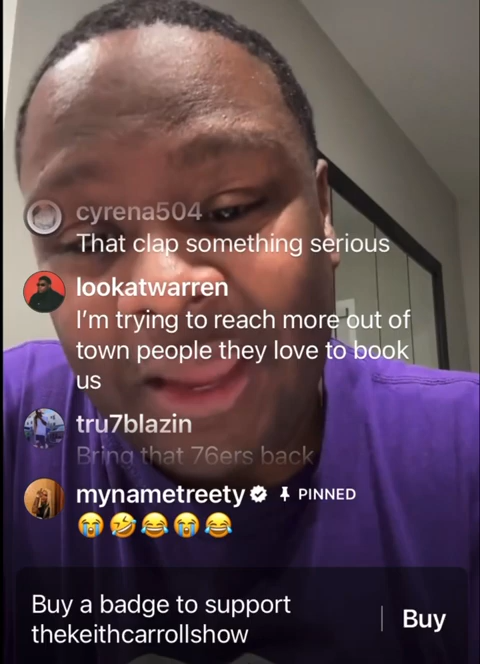 cyrena504
That clap something serious
lookatwarren
I’m trying to reach more out of
town people they love to book
us
tru7blazin
Bring that 76ers back
mynametreety PINNED
😭🤣😂😭😂
Buy a badge to support
thekeithcarrollshow
Buy